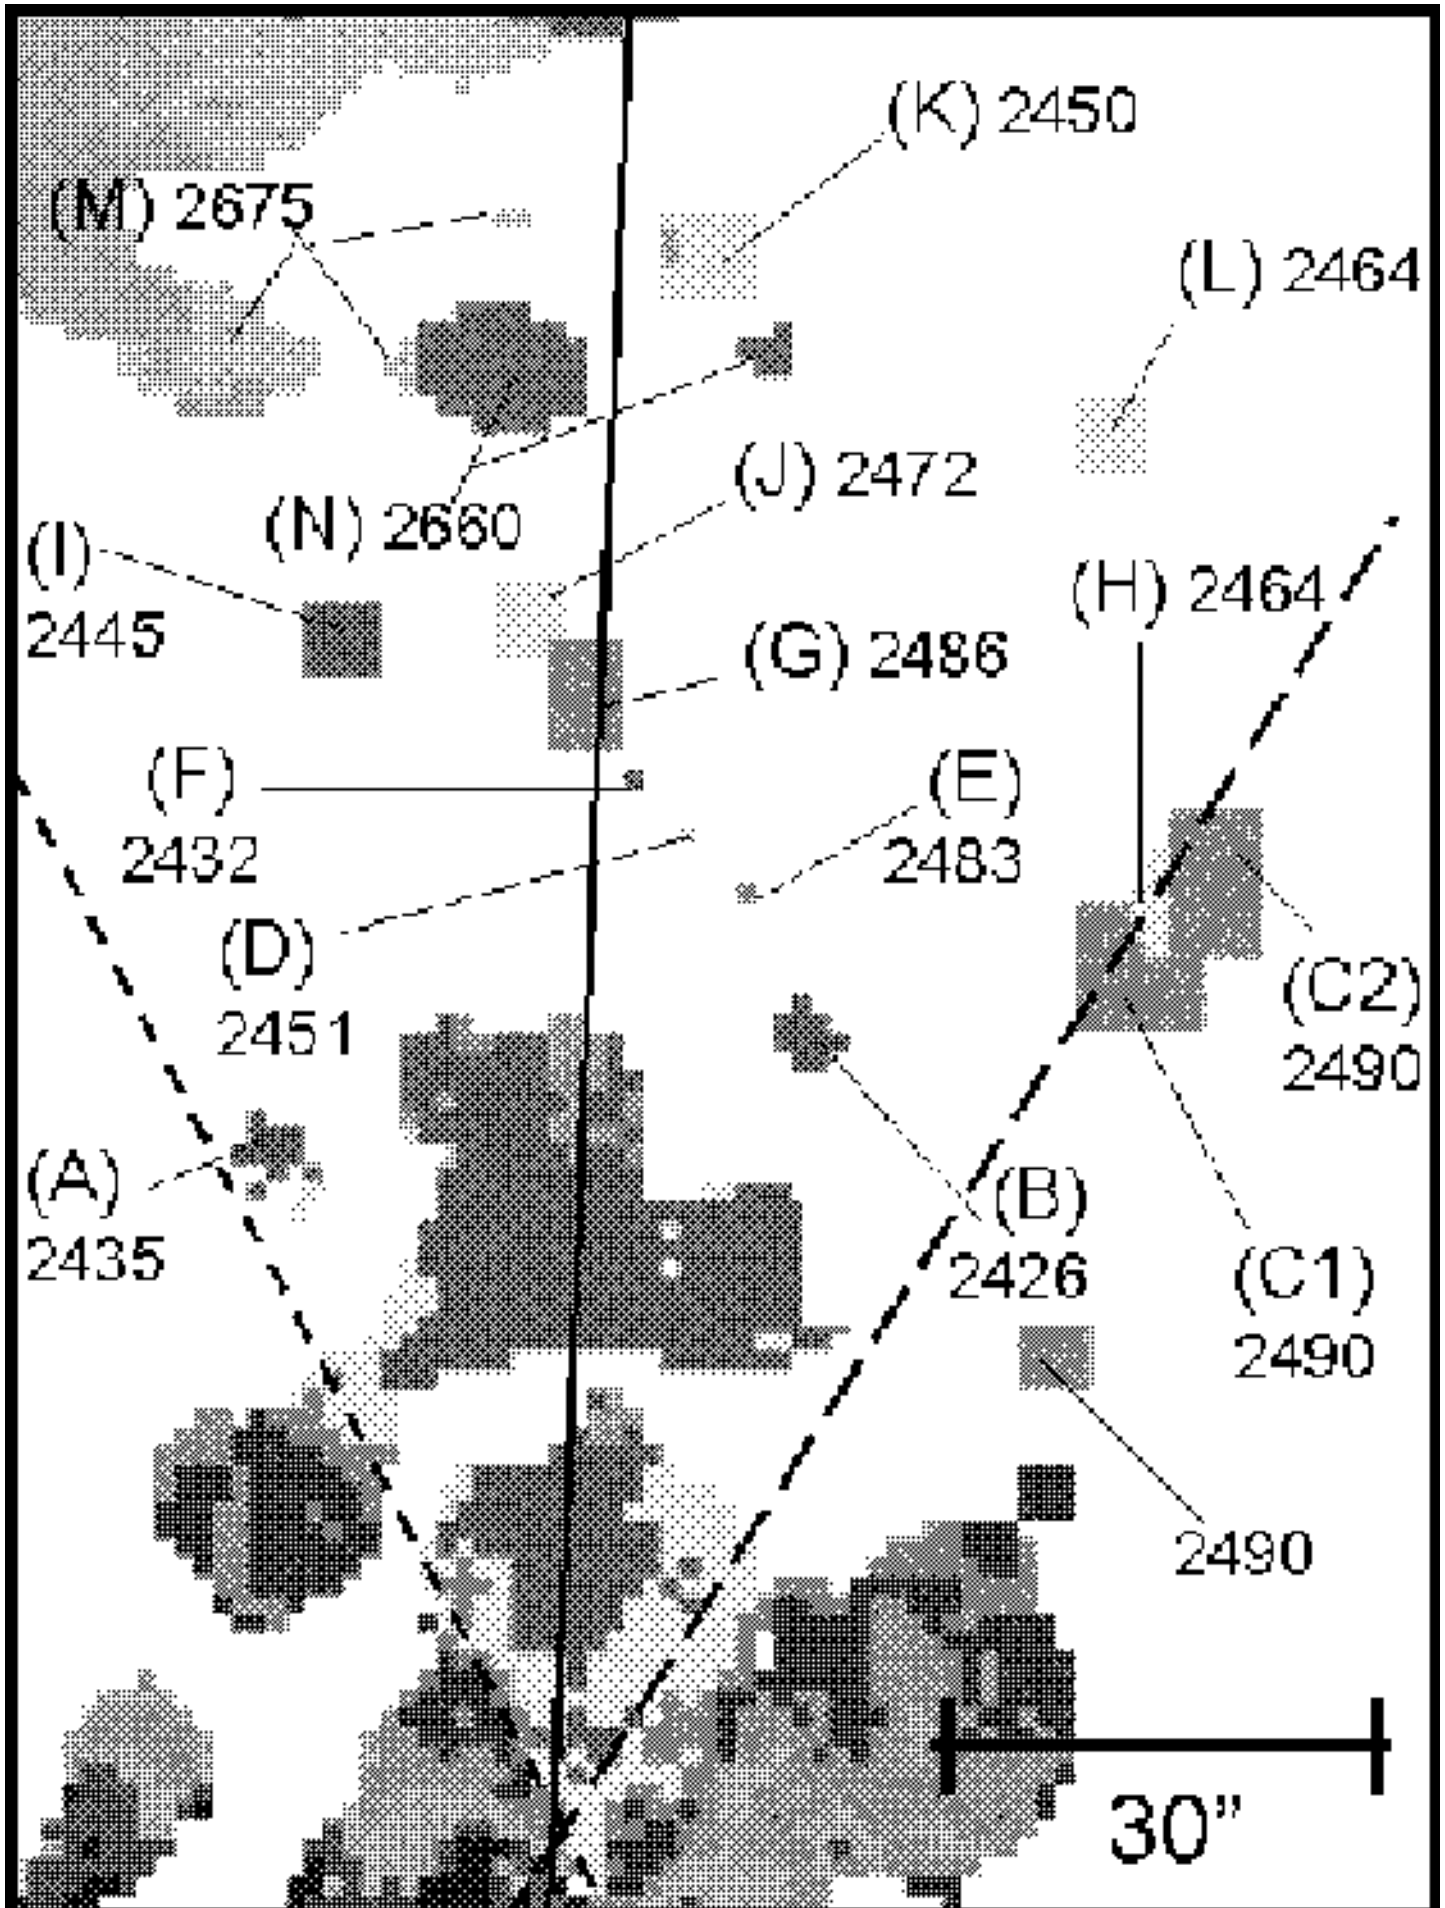 (K) 2450
(M) 2675
(L) 2464
(J) 2472
(N) 2660
(I)
2445
(H) 2464
(G) 2486
(F)
2432
(E)
2483
(D)
2451
(C2)
2490
(A)
2435
(B)
2426
(C1)
2490
2490
30”